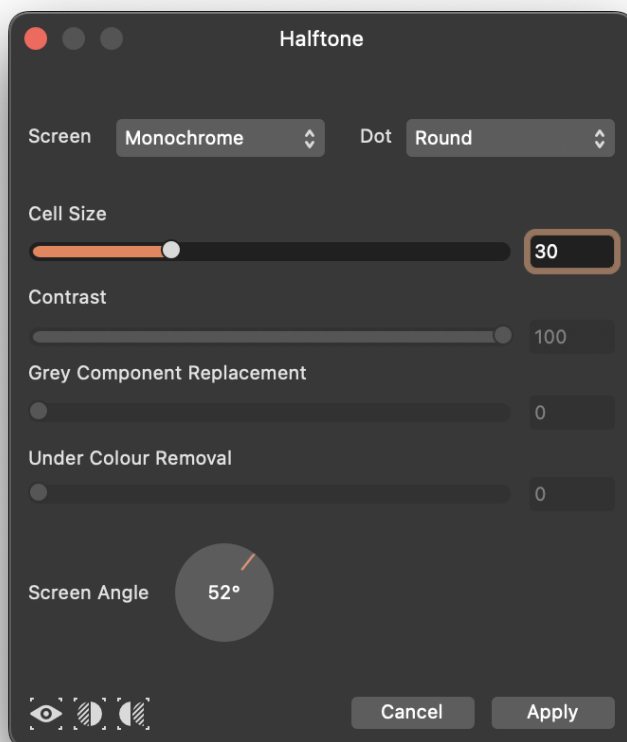 Halftone
Screen Monochrome Dot Round
Cell Size
30
Contrast
100
Grey Component Replacement
0
Under Colour Removal
0
Screen Angle 52°
Cancel Apply